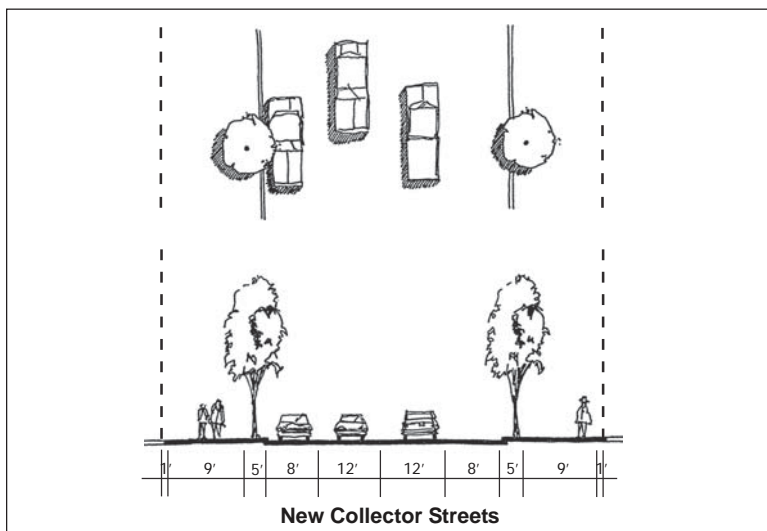 1′ 9′ 5′ 8′ 12′ 12′ 8′ 5′ 9′ 1′
New Collector Streets